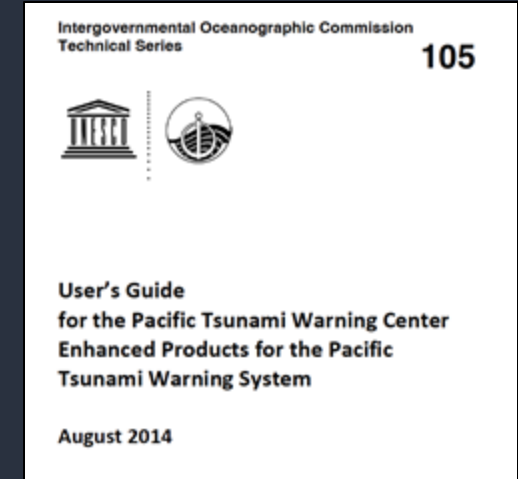 Intergovernmental Oceanographic Commission
Technical Series
105
UNESCO
User's Guide
for the Pacific Tsunami Warning Center
Enhanced Products for the Pacific
Tsunami Warning System
August 2014